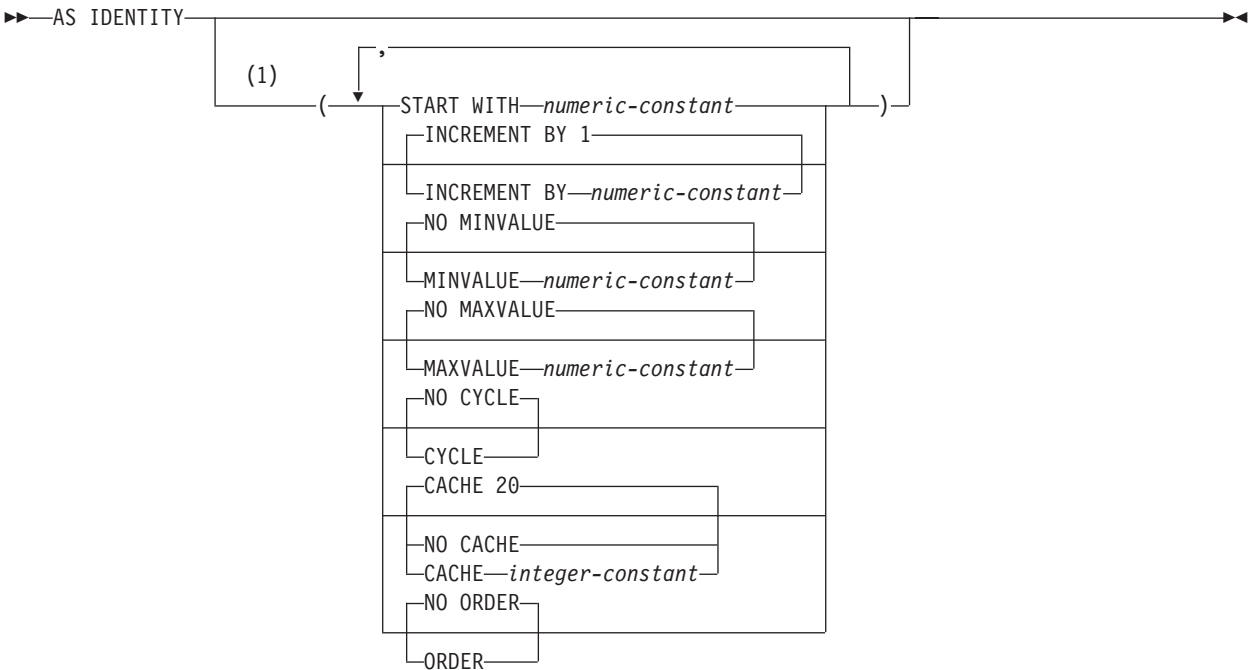 AS IDENTITY
,
(1)
( START WITH numeric-constant )
INCREMENT BY 1
INCREMENT BY numeric-constant
NO MINVALUE
MINVALUE numeric-constant
NO MAXVALUE
MAXVALUE numeric-constant
NO CYCLE
CYCLE
CACHE 20
NO CACHE
CACHE integer-constant
NO ORDER
ORDER